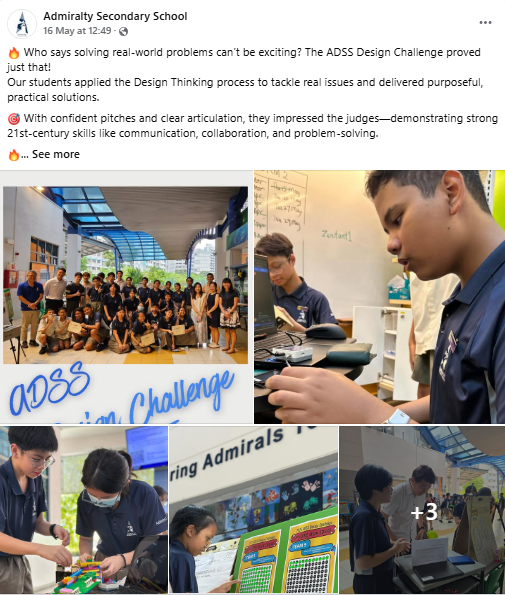 Admiralty Secondary School
16 May at 12:49 ·
🔥 Who says solving real-world problems can't be exciting? The ADSS Design Challenge proved
just that!
Our students applied the Design Thinking process to tackle real issues and delivered purposeful,
practical solutions.
🎯 With confident pitches and clear articulation, they impressed the judges—demonstrating strong
21st-century skills like communication, collaboration, and problem-solving.
🔥... See more
ADSS
Challenge
ring Admirals
+3